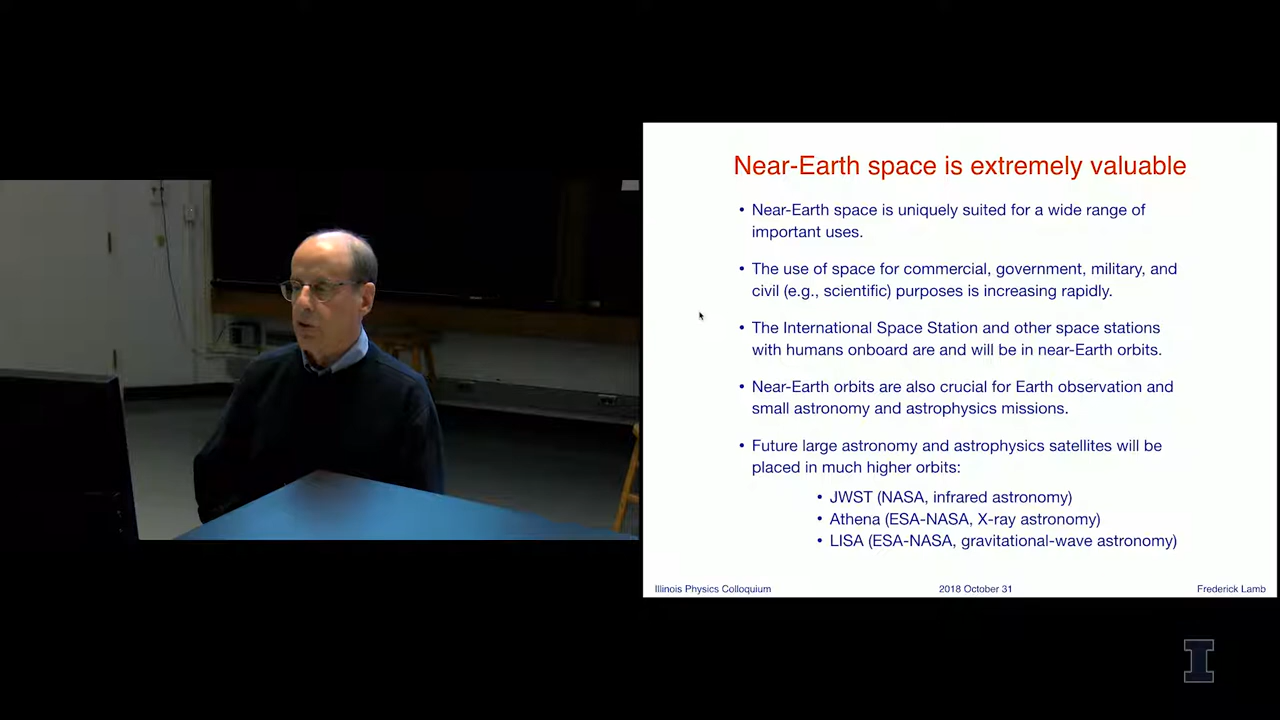 Near-Earth space is extremely valuable
• Near-Earth space is uniquely suited for a wide range of
important uses.
• The use of space for commercial, government, military, and
civil (e.g., scientific) purposes is increasing rapidly.
• The International Space Station and other space stations
with humans onboard are and will be in near-Earth orbits.
• Near-Earth orbits are also crucial for Earth observation and
small astronomy and astrophysics missions.
• Future large astronomy and astrophysics satellites will be
placed in much higher orbits:
• JWST (NASA, infrared astronomy)
• Athena (ESA-NASA, X-ray astronomy)
• LISA (ESA-NASA, gravitational-wave astronomy)
Illinois Physics Colloquium
2018 October 31
Frederick Lamb
I